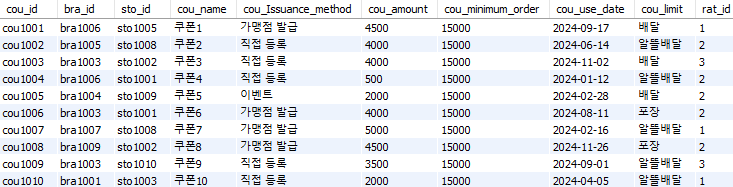 cou_id bra_id sto_id cou_name cou_Issuance_method cou_amount cou_minimum_order cou_use_date cou_limit rat_id
cou1001 bra1006 sto1005 쿠폰1 가맹점 발급 4500 15000 2024-09-17 배달 1
cou1002 bra1005 sto1008 쿠폰2 직접 등록 4000 15000 2024-06-14 알뜰배달 2
cou1003 bra1002 sto1002 쿠폰3 직접 등록 4000 15000 2024-11-02 배달 3
cou1004 bra1006 sto1001 쿠폰4 직접 등록 500 15000 2024-01-12 알뜰배달 2
cou1005 bra1004 sto1009 쿠폰5 이벤트 2000 15000 2024-02-28 배달 2
cou1006 bra1003 sto1001 쿠폰6 가맹점 발급 4000 15000 2024-08-11 포장 2
cou1007 bra1007 sto1008 쿠폰7 가맹점 발급 5000 15000 2024-02-16 알뜰배달 1
cou1008 bra1009 sto1002 쿠폰8 가맹점 발급 4500 15000 2024-11-26 포장 2
cou1009 bra1003 sto1010 쿠폰9 직접 등록 3500 15000 2024-09-01 알뜰배달 3
cou1010 bra1001 sto1003 쿠폰10 직접 등록 2000 15000 2024-04-05 알뜰배달 1